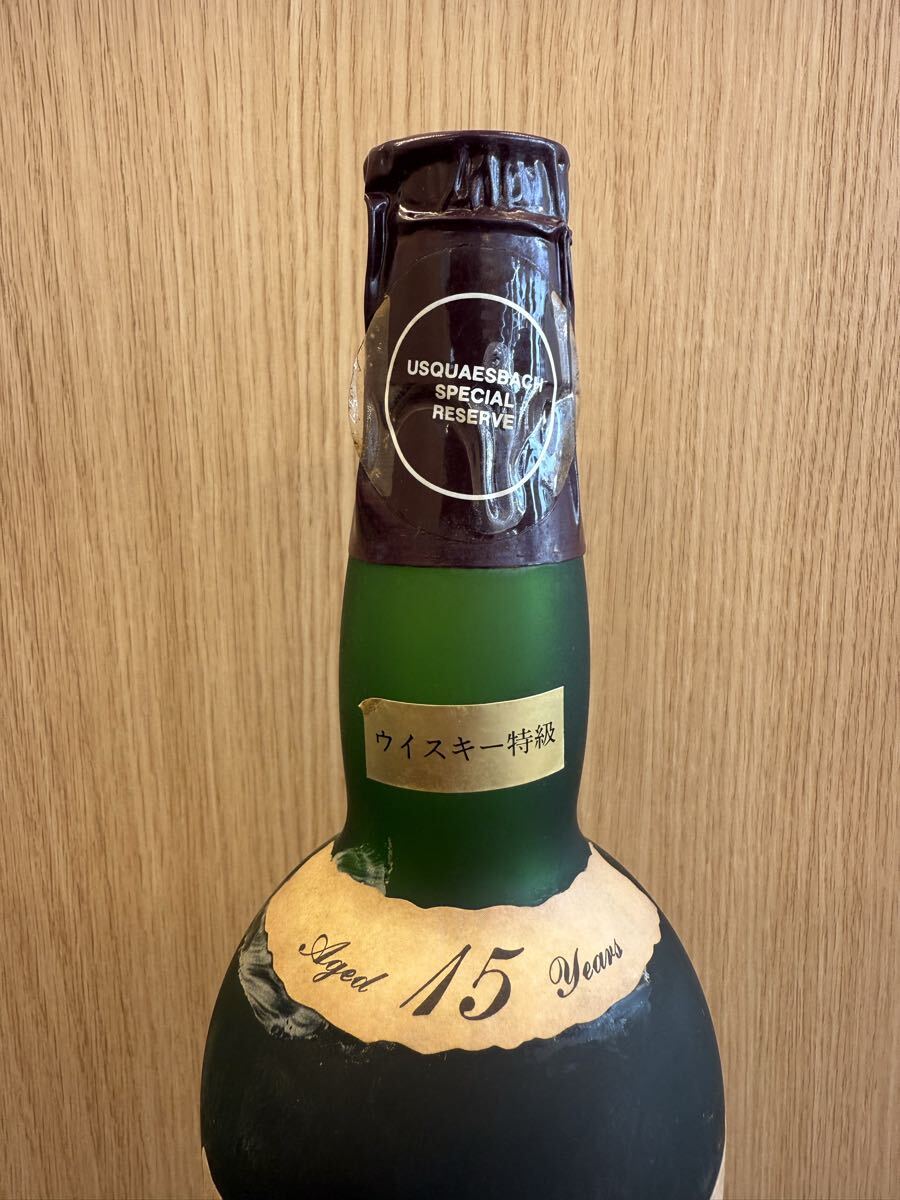 USQUAESBACH
SPECIAL
RESERVE
ウイスキー特級
Aged 15 Years